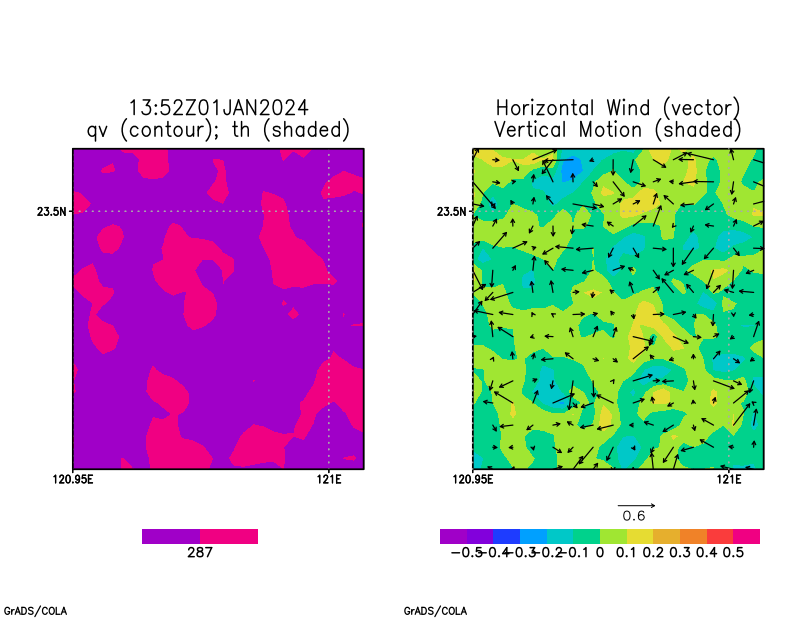 13:52Z01JAN2024
qv (contour); th (shaded)
23.5N
120.95E
121E
287
Horizontal Wind (vector)
Vertical Motion (shaded)
23.5N
120.95E
121E
0.6
-0.5 -0.4 -0.3 -0.2 -0.1 0 0.1 0.2 0.3 0.4 0.5
GrADS/COLA
GrADS/COLA